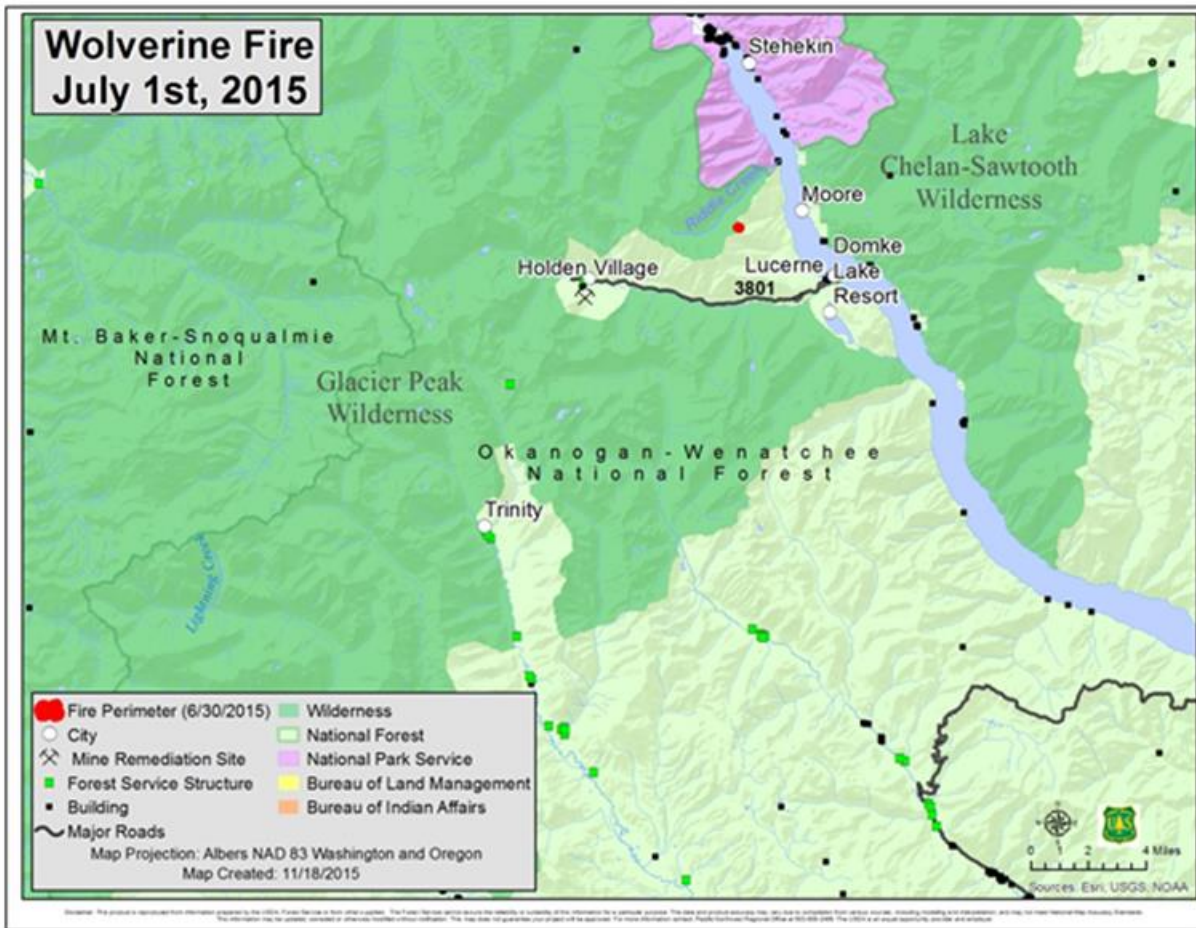 Wolverine Fire
July 1st, 2015
Stehekin
Lake
Chelan-Sawtooth
Wilderness
Riddle Creek
Moore
Domke
Lake
Resort
Lucerne
Holden Village
3801
Mt. Baker-Snoqualmie
National
Forest
Glacier Peak
Wilderness
Okanogan-Wenatchee
National Forest
Trinity
Lightning Creek
Fire Perimeter (6/30/2015)
City
Mine Remediation Site
Forest Service Structure
Building
Major Roads
Wilderness
National Forest
National Park Service
Bureau of Land Management
Bureau of Indian Affairs
Map Projection: Albers NAD 83 Washington and Oregon
Map Created: 11/18/2015
0 1 2 4 Miles
Sources: Esri, USGS, NOAA